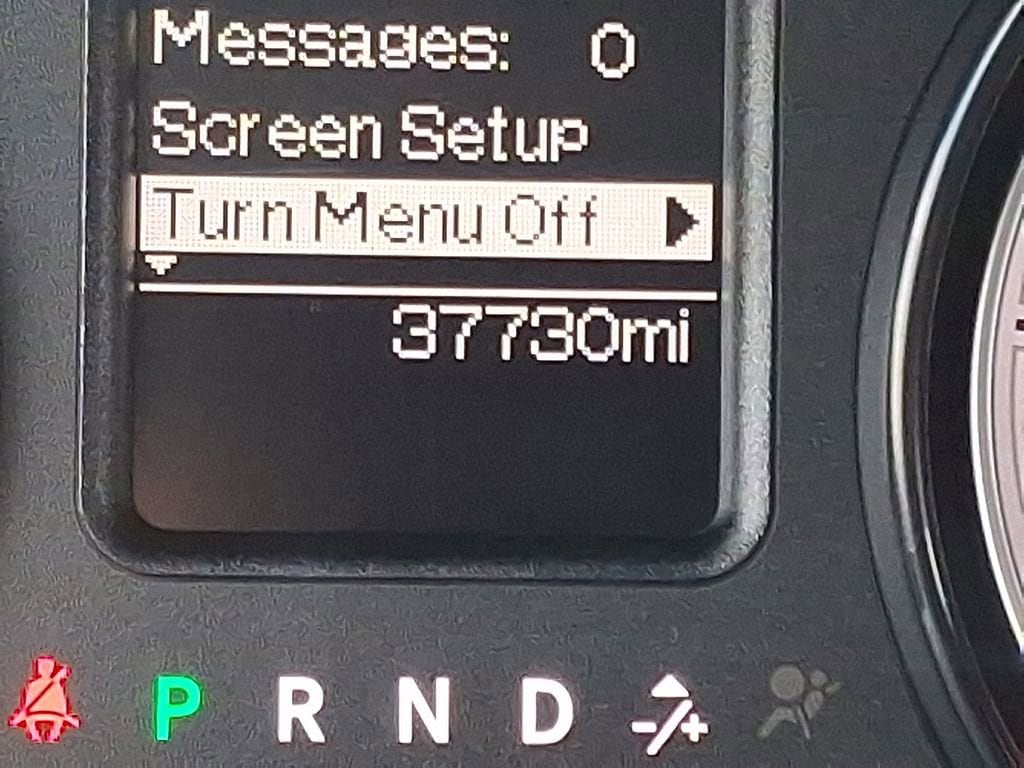 Messages: 0
Screen Setup
Turn Menu Off
37730mi
P R N D -/+